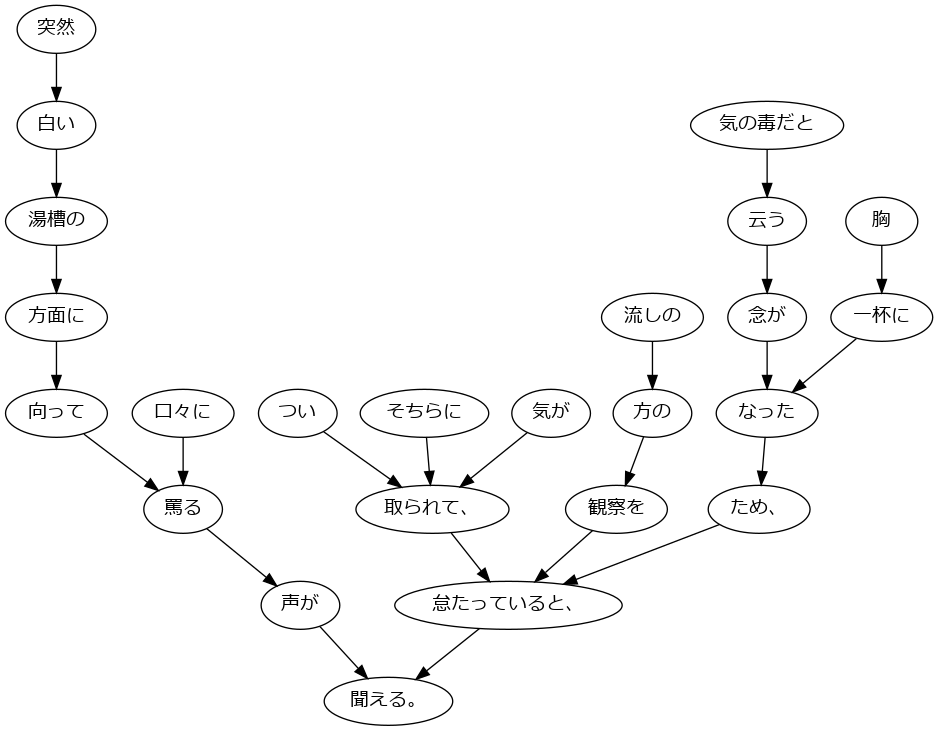 突然
白い
気の毒だと
湯槽の
云う
胸
方面に
流しの
念が
一杯に
向って
口々に
つい
そちらに
気が
方の
なった
罵る
取られて、
観察を
ため、
声が
怠たっていると、
聞える。